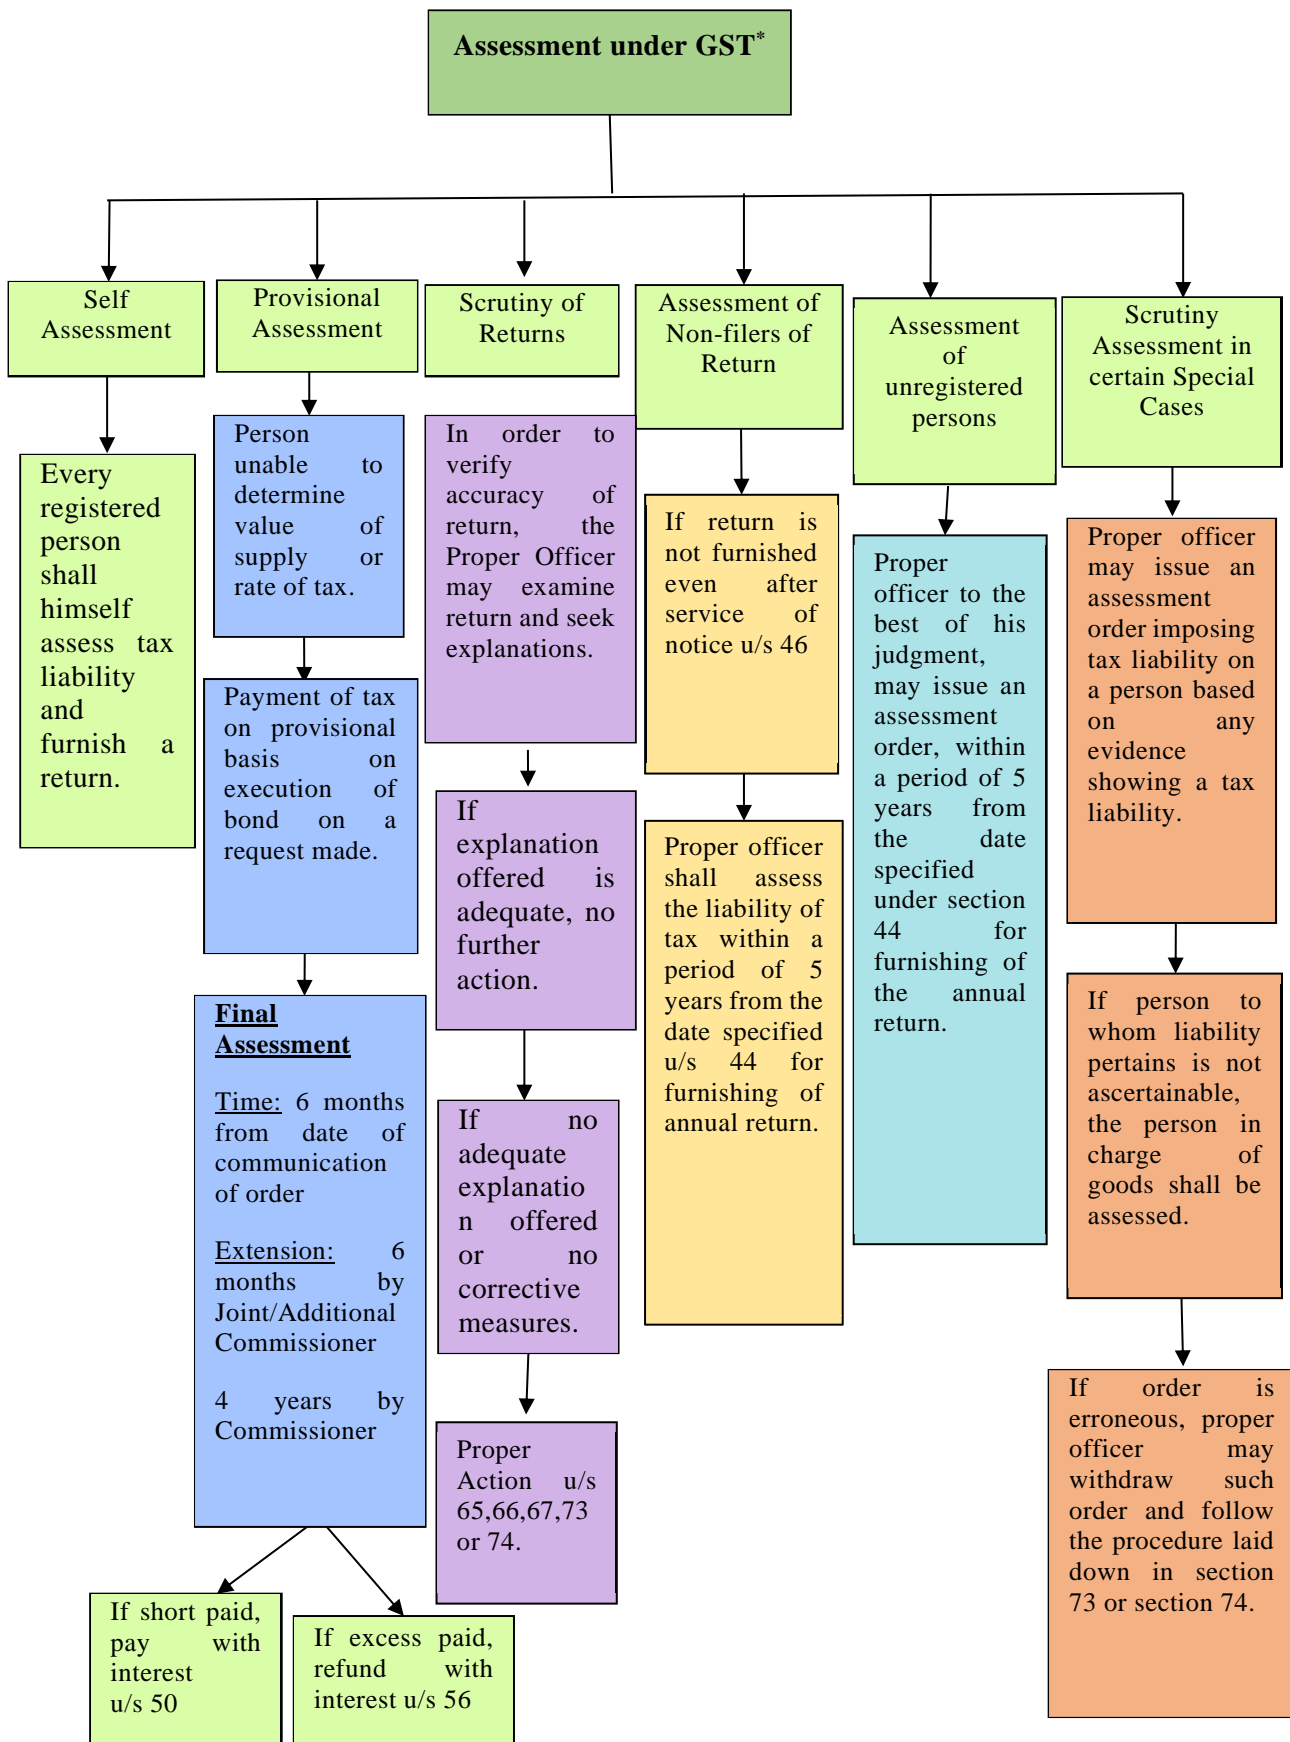 Assessment under GST*
Self
Assessment
Every
registered
person
shall
himself
assess tax
liability
and
furnish a
return.
Provisional
Assessment
Person
unable to
determine
value of
supply or
rate of tax.
Payment of tax
on provisional
basis on
execution of
bond on a
request made.
Final
Assessment
Time: 6 months
from date of
communication
of order
Extension: 6
months by
Joint/Additional
Commissioner
4 years by
Commissioner
If short paid,
pay with
interest
u/s 50
If excess paid,
refund with
interest u/s 56
Scrutiny of
Returns
In order to
verify
accuracy of
return, the
Proper Officer
may examine
return and seek
explanations.
If
explanation
offered is
adequate, no
further
action.
If no
adequate
explanatio
n offered
or no
corrective
measures.
Proper
Action u/s
65,66,67,73
or 74.
Assessment of
Non-filers of
Return
If return is
not furnished
even after
service of
notice u/s 46
Proper officer
shall assess
the liability of
tax within a
period of 5
years from the
date specified
u/s 44 for
furnishing of
annual return.
Assessment
of
unregistered
persons
Proper
officer to the
best of his
judgment,
may issue an
assessment
order, within
a period of 5
years from
the date
specified
under section
44 for
furnishing of
the annual
return.
Scrutiny
Assessment in
certain Special
Cases
Proper officer
may issue an
assessment
order imposing
tax liability on
a person based
on any
evidence
showing a tax
liability.
If person to
whom liability
pertains is not
ascertainable,
the person in
charge of
goods shall be
assessed.
If order is
erroneous, proper
officer may
withdraw such
order and follow
the procedure laid
down in section
73 or section 74.